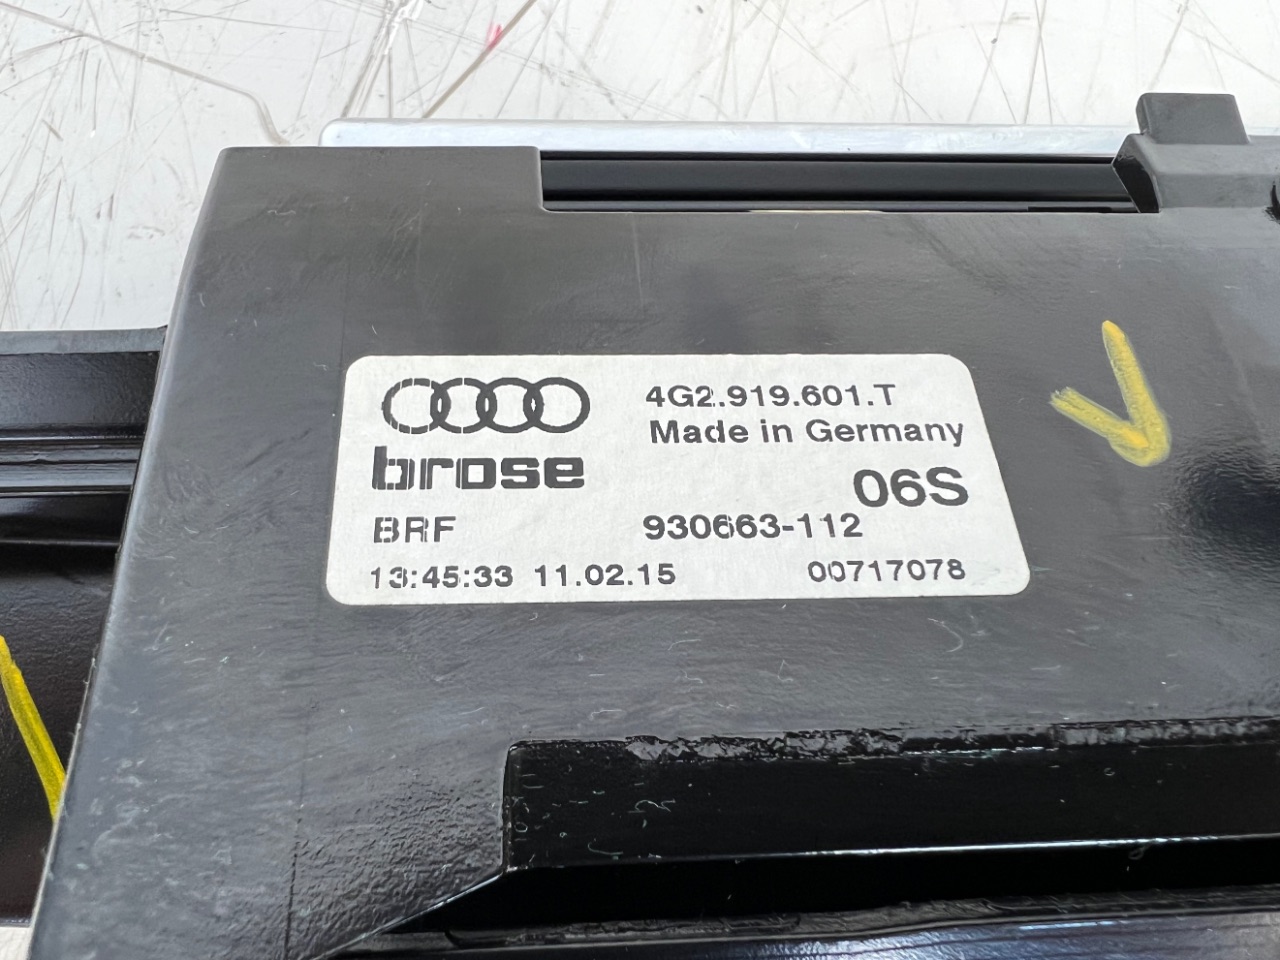 4G2.919.601.T
Made in Germany
brose
06S
BRF 930663-112
13:45:33 11.02.15 00717078